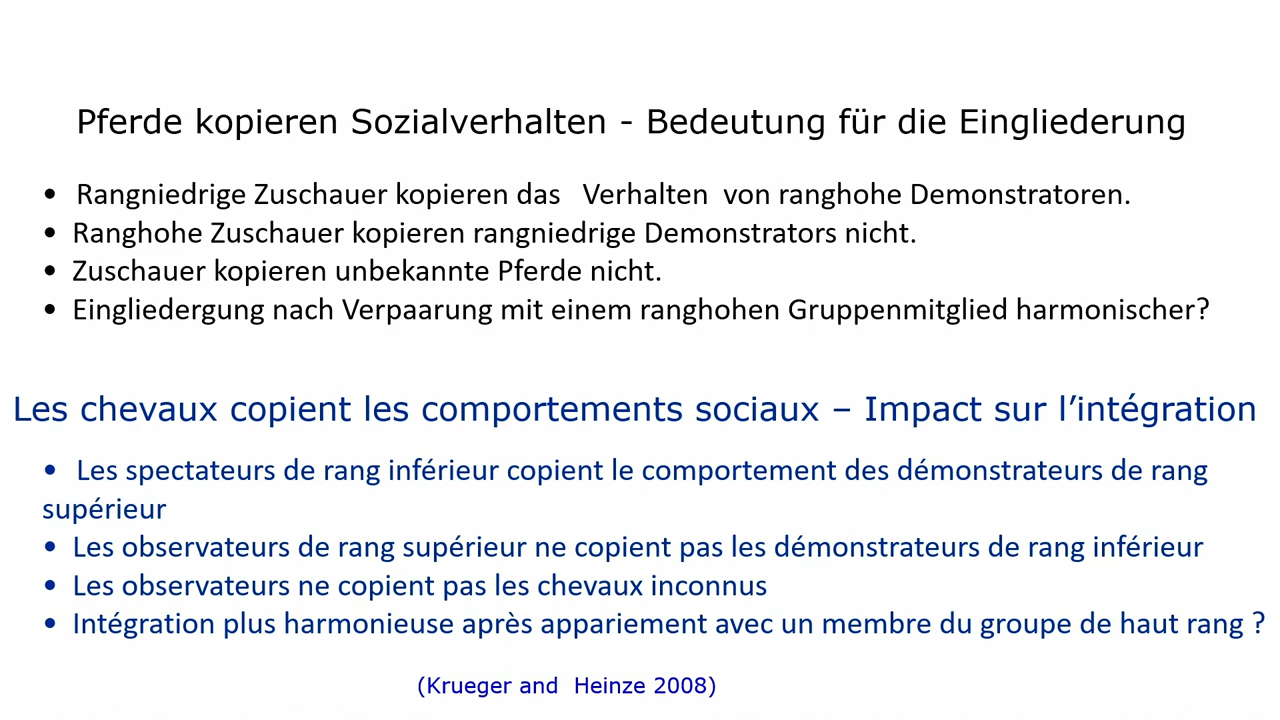 Pferde kopieren Sozialverhalten - Bedeutung für die Eingliederung
• Rangniedrige Zuschauer kopieren das Verhalten von ranghohe Demonstratoren.
• Ranghohe Zuschauer kopieren rangniedrige Demonstrators nicht.
• Zuschauer kopieren unbekannte Pferde nicht.
• Eingliedergung nach Verpaarung mit einem ranghohen Gruppenmitglied harmonischer?
Les chevaux copient les comportements sociaux – Impact sur l’intégration
• Les spectateurs de rang inférieur copient le comportement des démonstrateurs de rang
supérieur
• Les observateurs de rang supérieur ne copient pas les démonstrateurs de rang inférieur
• Les observateurs ne copient pas les chevaux inconnus
• Intégration plus harmonieuse après appariement avec un membre du groupe de haut rang ?
(Krueger and Heinze 2008)